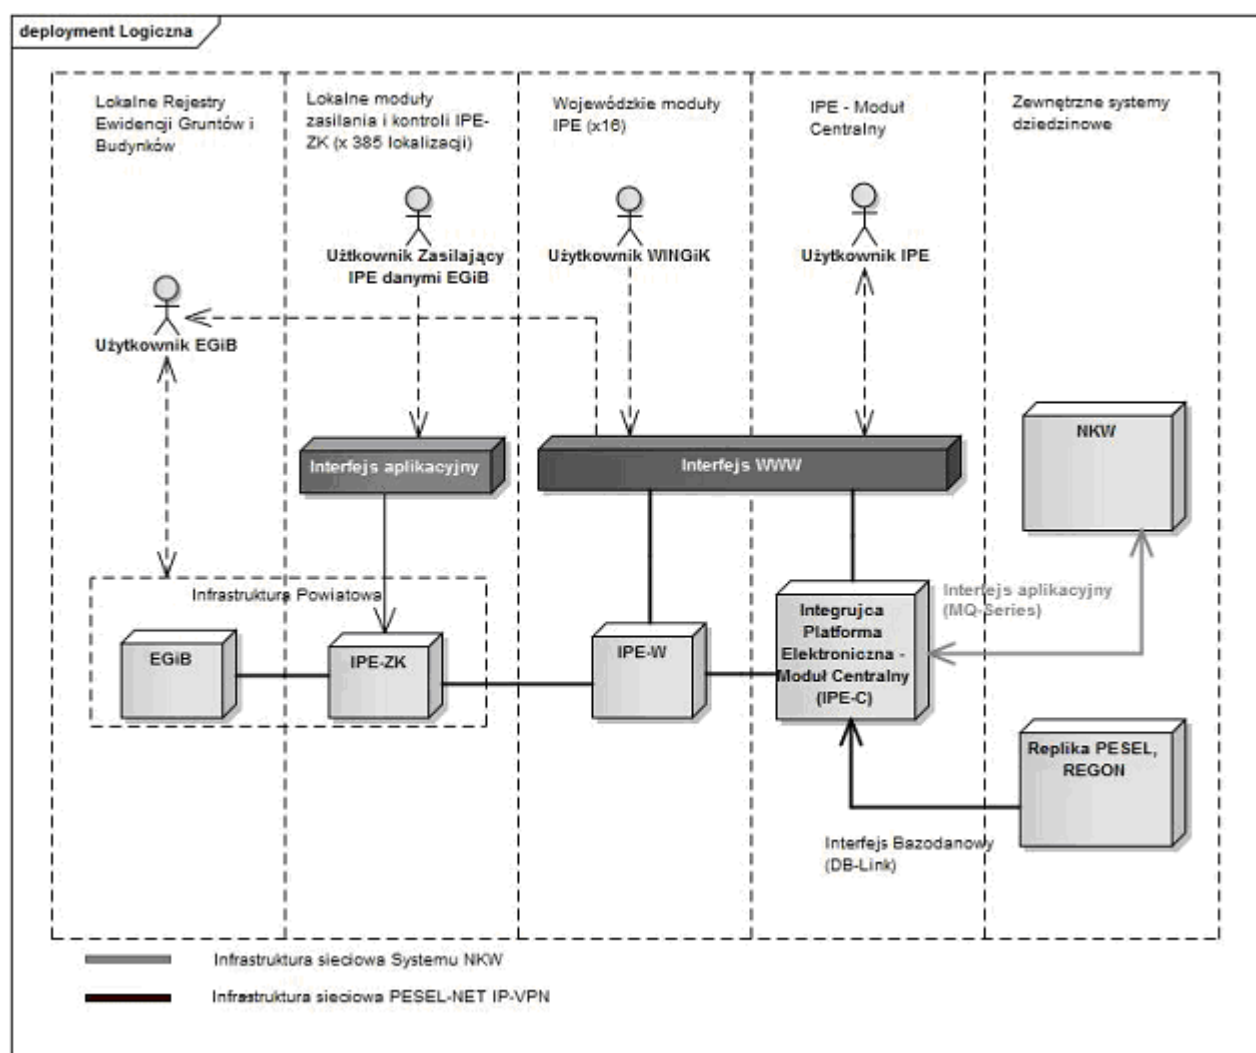 deployment Logiczna
Lokalne Rejestry
Ewidencji Gruntów i
Budynków
Lokalne moduły
zasilania i kontroli IPE-
ZK (x 385 lokalizacji)
Wojewódzkie moduły
IPE (x16)
IPE - Moduł
Centralny
Zewnętrzne systemy
dziedzinowe
Użtkownik Zasilający
IPE danymi EGiB
Użytkownik WINGiK
Użytkownik IPE
Użytkownik EGiB
Interfejs aplikacyjny
Interfejs WWW
NKW
Infrastruktura Powiatowa
EGiB
IPE-ZK
IPE-W
Integrujca
Platforma
Elektroniczna -
Moduł Centralny
(IPE-C)
Interfejs aplikacyjny
(MQ-Series)
Replika PESEL,
REGON
Interfejs Bazodanowy
(DB-Link)
Infrastruktura sieciowa Systemu NKW
Infrastruktura sieciowa PESEL-NET IP-VPN